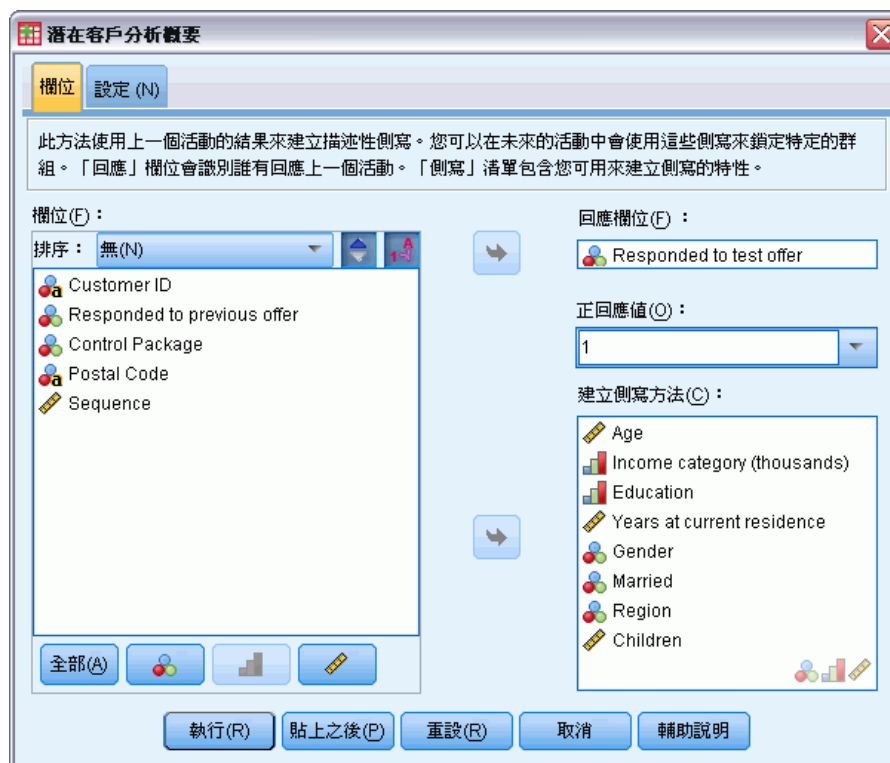 潛在客戶分析概要
欄位 設定 (N)
此方法使用上一個活動的結果來建立描述性側寫。您可以在未來的活動中會使用這些側寫來鎖定特定的群
組。「回應」欄位會識別誰有回應上一個活動。「側寫」清單包含您可用來建立側寫的特性。
欄位(F)：
排序： 無(N)
Customer ID
Responded to previous offer
Control Package
Postal Code
Sequence
全部(A)
回應欄位(F)：
Responded to test offer
正回應值(O)：
1
建立側寫方法(C)：
Age
Income category (thousands)
Education
Years at current residence
Gender
Married
Region
Children
執行(R) 貼上之後(P) 重設(R) 取消 輔助說明